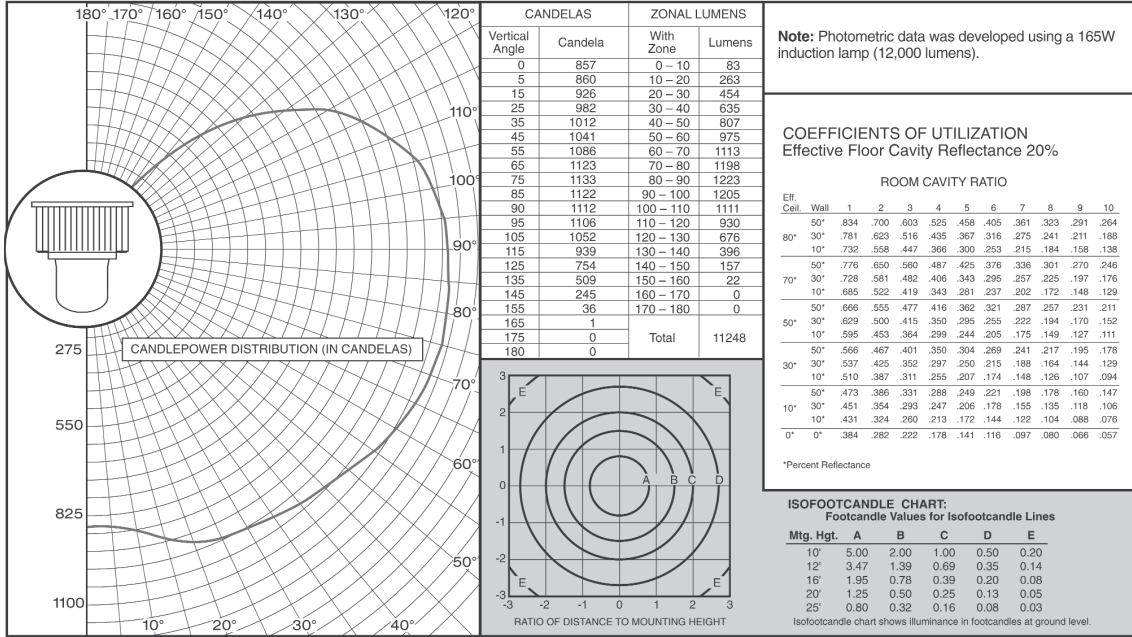 180° 170° 160° 150° 140° 130° 120°
110°
100°
90°
80°
70°
60°
50°
40°
30°
20°
10°
275
550
825
1100
CANDLEPOWER DISTRIBUTION (IN CANDELAS)
CANDELAS ZONAL LUMENS
Vertical Angle Candela With Zone Lumens
0 857 0 – 10 83
5 860 10 – 20 263
15 926 20 – 30 454
25 982 30 – 40 635
35 1012 40 – 50 807
45 1041 50 – 60 975
55 1086 60 – 70 1113
65 1123 70 – 80 1198
75 1133 80 – 90 1223
85 1122 90 – 100 1205
90 1112 100 – 110 1111
95 1106 110 – 120 930
105 1052 120 – 130 676
115 939 130 – 140 396
125 754 140 – 150 157
135 509 150 – 160 22
145 245 160 – 170 0
155 36 170 – 180 0
165 1
175 0 Total 11248
180 0
3
2
1
0
-1
-2
-3
-3 -2 -1 0 1 2 3
E E
A B C D
E E
RATIO OF DISTANCE TO MOUNTING HEIGHT
Note: Photometric data was developed using a 165W
induction lamp (12,000 lumens).
COEFFICIENTS OF UTILIZATION
Effective Floor Cavity Reflectance 20%
ROOM CAVITY RATIO
Eff.
Ceil. Wall 1 2 3 4 5 6 7 8 9 10
50* .834 .700 .603 .525 .458 .405 .361 .323 .291 .264
80* 30* .781 .623 .516 .435 .367 .316 .275 .241 .211 .188
10* .732 .558 .447 .366 .300 .253 .215 .184 .158 .138
50* .776 .650 .560 .487 .425 .376 .336 .301 .270 .246
70* 30* .728 .581 .482 .406 .343 .295 .257 .225 .197 .176
10* .685 .522 .419 .343 .281 .237 .202 .172 .148 .129
50* .666 .555 .477 .416 .362 .321 .287 .257 .231 .211
50* 30* .629 .500 .415 .350 .295 .255 .222 .194 .170 .152
10* .595 .453 .364 .299 .244 .205 .175 .149 .127 .111
50* .566 .467 .401 .350 .304 .269 .241 .217 .195 .178
30* 30* .537 .425 .352 .297 .250 .215 .188 .164 .144 .129
10* .510 .387 .311 .255 .207 .174 .148 .126 .107 .094
50* .473 .386 .331 .288 .249 .221 .198 .178 .160 .147
10* 30* .451 .354 .293 .247 .206 .178 .155 .135 .118 .106
10* .431 .324 .260 .213 .172 .144 .122 .104 .088 .076
0* 0* .384 .282 .222 .178 .141 .116 .097 .080 .066 .057
*Percent Reflectance
ISOFOOTCANDLE CHART:
Footcandle Values for Isofootcandle Lines
Mtg. Hgt. A B C D E
10' 5.00 2.00 1.00 0.50 0.20
12' 3.47 1.39 0.69 0.35 0.14
16' 1.95 0.78 0.39 0.20 0.08
20' 1.25 0.50 0.25 0.13 0.05
25' 0.80 0.32 0.16 0.08 0.03
Isofootcandle chart shows illuminance in footcandles at ground level.